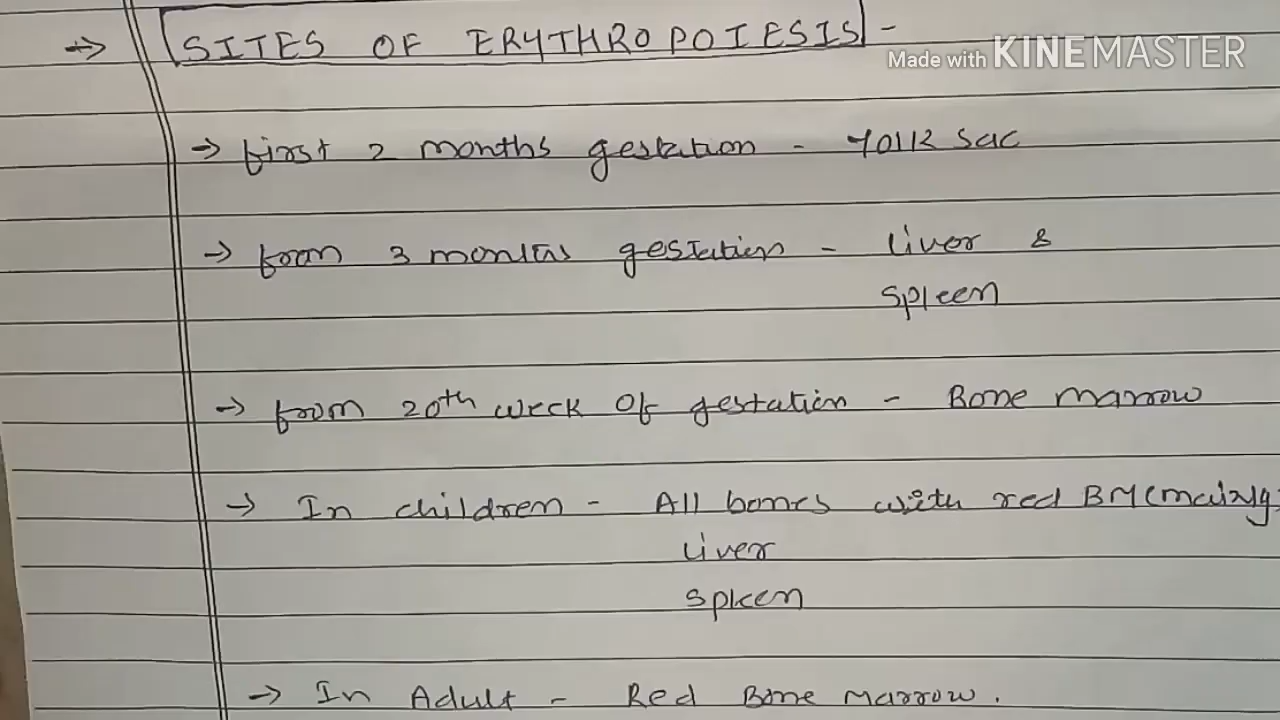 → SITES OF ERYTHROPOIESIS -
Made with KINEMASTER
→ first 2 months gestation - Yolk sac
→ from 3 months gestation - Liver &
Spleen
→ from 20th week of gestation - Bone marrow
→ In children - All bones with red BM (mainly)
Liver
Spleen
→ In Adult - Red Bone Marrow.